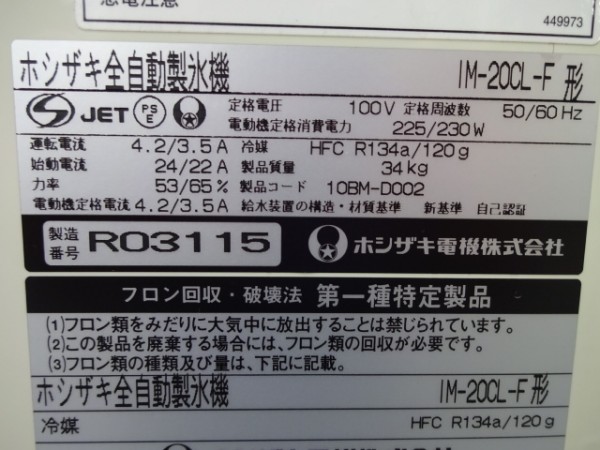 449973
ホシザキ全自動製氷機 IM-20CL-F 形
JET PSE 定格電圧 100V 定格周波数 50/60 Hz
電動機定格消費電力 225/230 W
運転電流 4.2/3.5 A 冷媒 HFC R134a/120g
始動電流 24/22 A 製品質量 34 kg
力率 53/65 % 製品コード 10BM-D002
電動機定格電流 4.2/3.5 A 給水装置の構造・材質基準 新基準 自己認証
製造番号 R03115 ホシザキ電機株式会社
フロン回収・破壊法 第一種特定製品
(1)フロン類をみだりに大気中に放出することは禁じられています。
(2)この製品を廃棄する場合には、フロン類の回収が必要です。
(3)フロン類の種類及び量は、下記に記載。
ホシザキ全自動製氷機 IM-20CL-F 形
冷媒 HFC R134a/120g